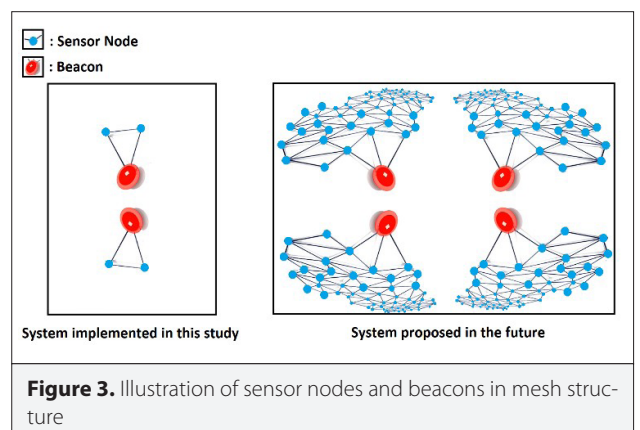 : Sensor Node
: Beacon
System implemented in this study
System proposed in the future
Figure 3. Illustration of sensor nodes and beacons in mesh struc-
ture